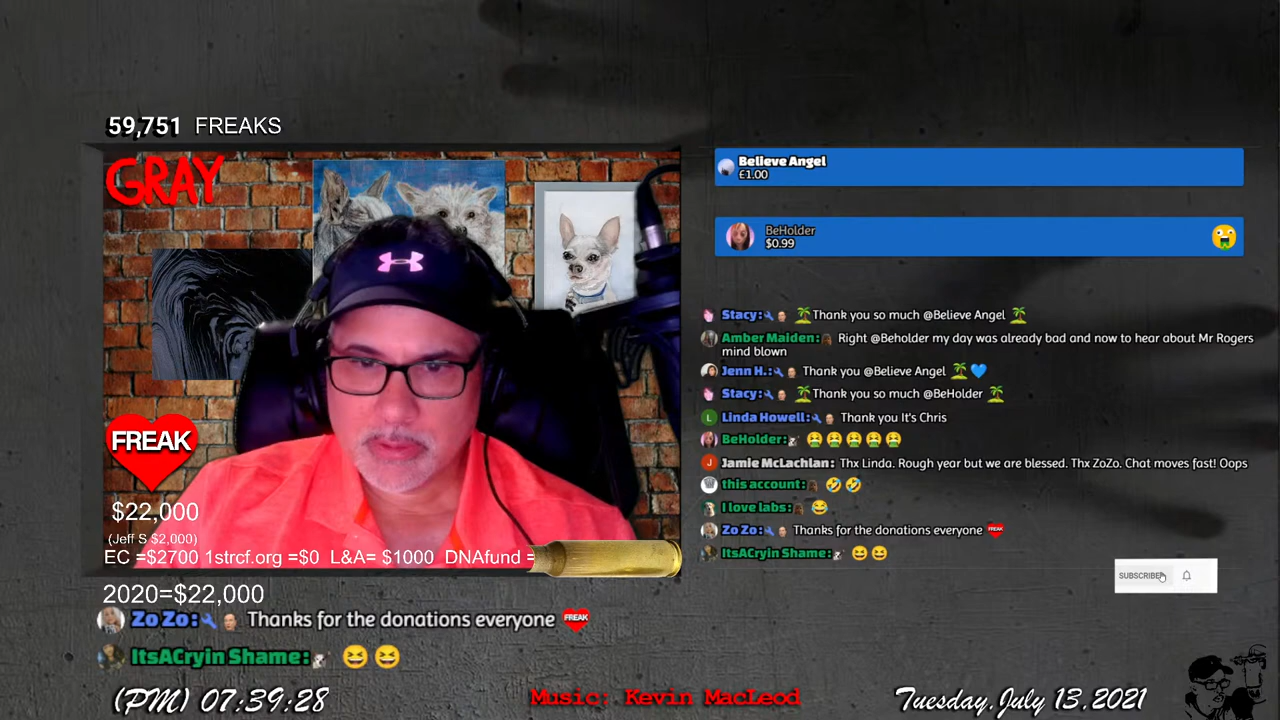 59,751 FREAKS
GRAY
FREAK
$22,000
(Jeff S $2,000)
EC =$2700 1strcf.org =$0 L&A= $1000 DNAfund =
2020=$22,000
Zo Zo: Thanks for the donations everyone FREAK
ItsACryin Shame: 😆 😆
(PM) 07:39:28
Music: Kevin MacLeod
Tuesday, July 13, 2021
Believe Angel
£1.00
BeHolder
$0.99
Stacy: 🌴Thank you so much @Believe Angel 🌴
Amber Maiden: Right @Beholder my day was already bad and now to hear about Mr Rogers
mind blown
Jenn H.: Thank you @Believe Angel 🌴💙
Stacy: 🌴Thank you so much @BeHolder 🌴
L Linda Howell: Thank you It's Chris
BeHolder: 🤮 🤮 🤮 🤮 🤮
J Jamie McLachlan: Thx Linda. Rough year but we are blessed. Thx ZoZo. Chat moves fast! Oops
this account: 🤣 🤣
I love labs: 😂
Zo Zo: Thanks for the donations everyone FREAK
ItsACryin Shame: 😆 😆
SUBSCRIBED